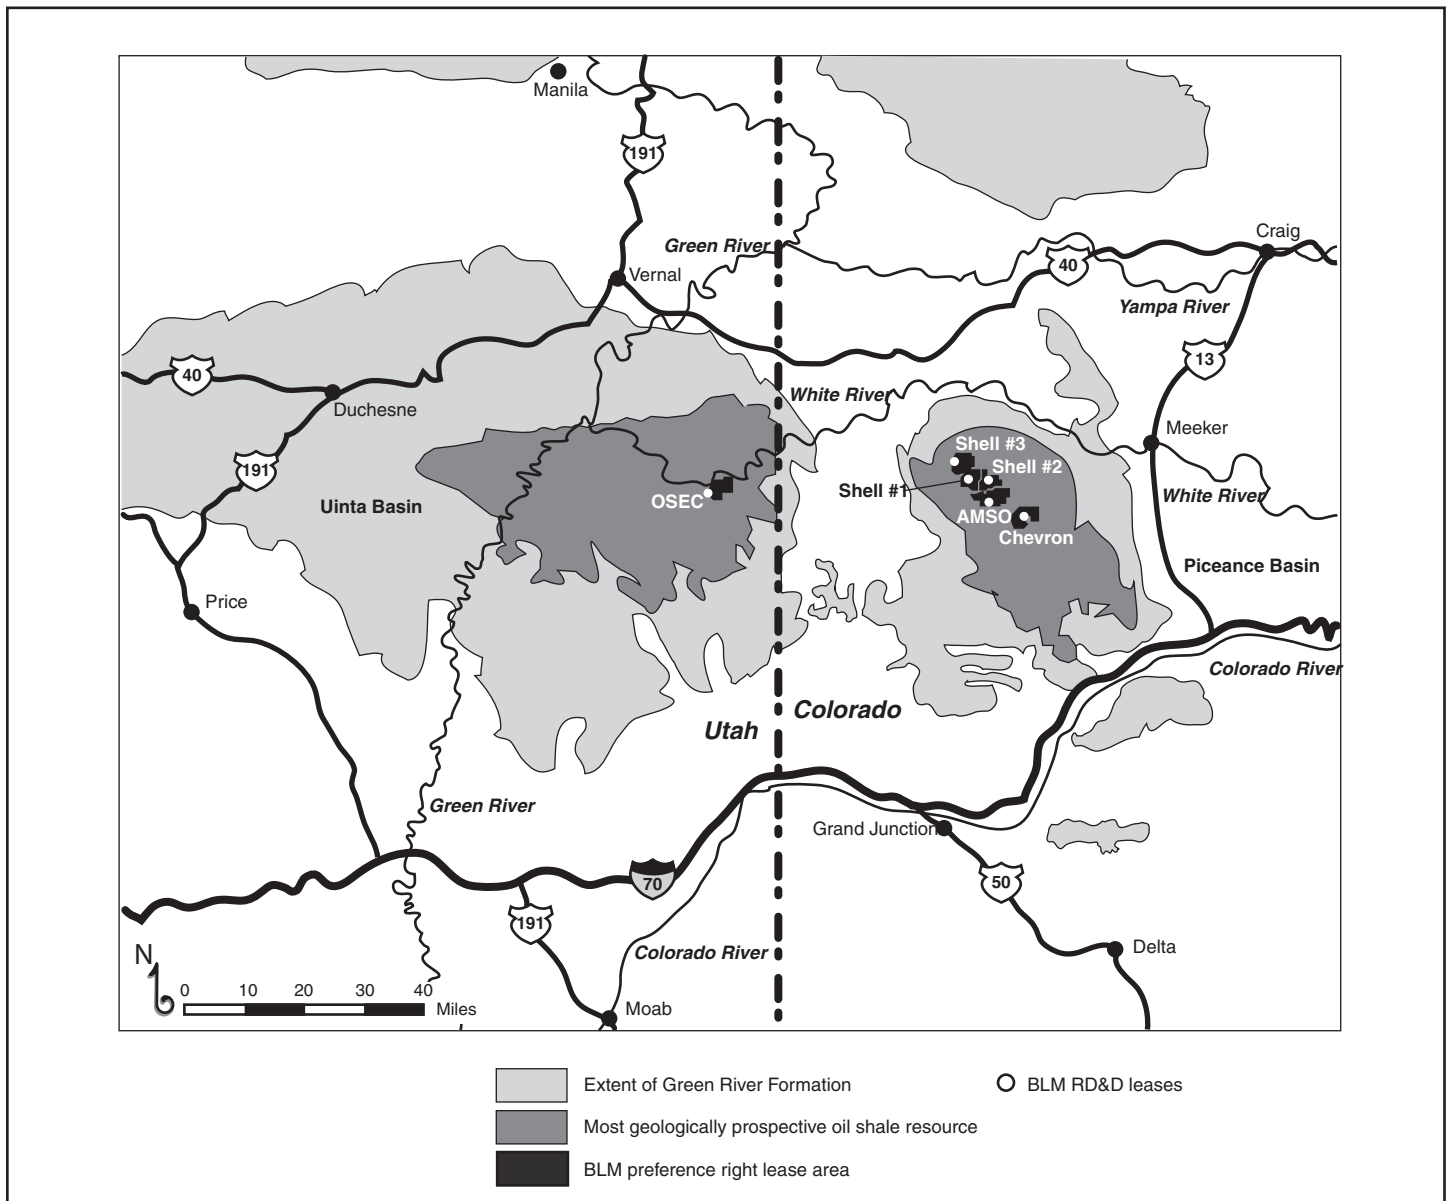 Manila
191
Green River
Craig
Vernal
40
Yampa River
40
13
White River
Duchesne
Meeker
Shell #3
Shell #2
191
Shell #1
White River
Uinta Basin
OSEC
AMSO
Chevron
Piceance Basin
Price
Colorado River
Colorado
Utah
Green River
Grand Junction
70
50
191
Colorado River
Delta
N
0 10 20 30 40
Miles
Moab
Extent of Green River Formation
BLM RD&D leases
Most geologically prospective oil shale resource
BLM preference right lease area